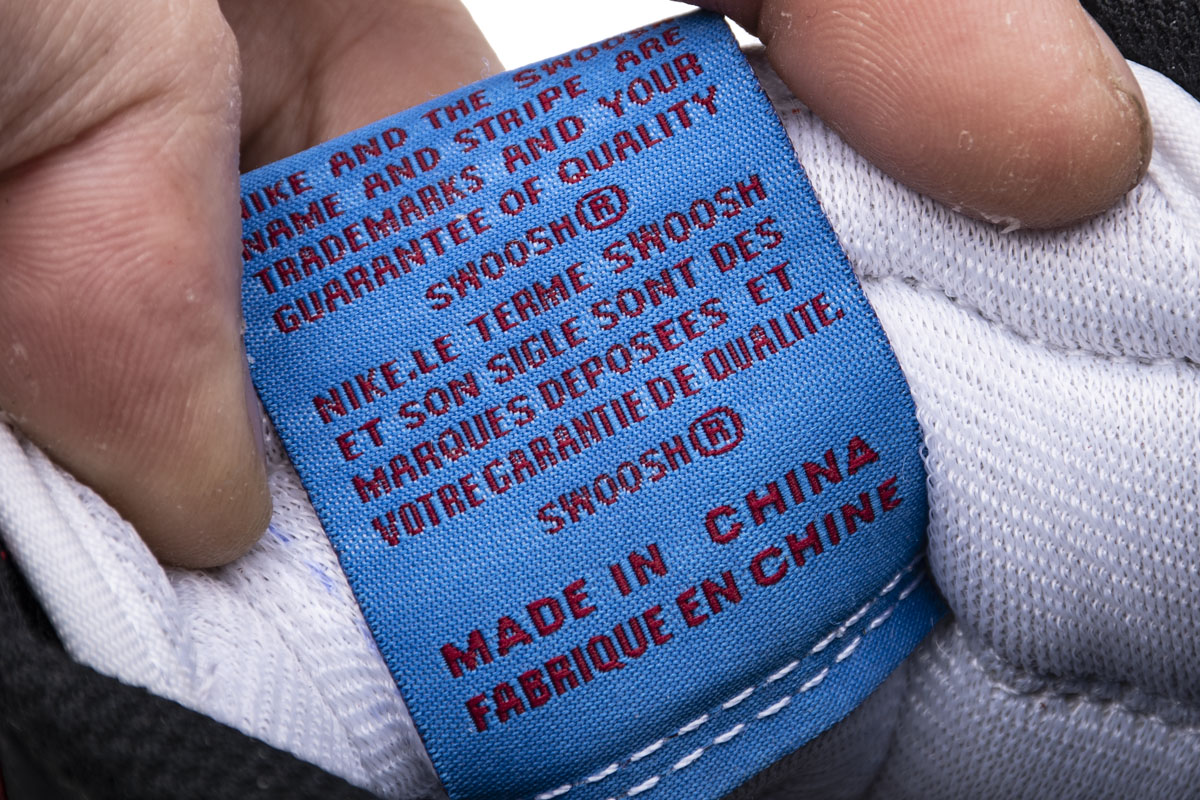 NIKE AND THE SWOOSH
NAME AND STRIPE ARE
TRADEMARKS AND YOUR
GUARANTEE OF QUALITY
SWOOSH®
NIKE.LE TERME SWOOSH
ET SON SIGLE SONT DES
MARQUES DEPOSEES ET
VOTRE GARANTIE DE QUALITE.
SWOOSH®
MADE IN CHINA
FABRIQUE EN CHINE